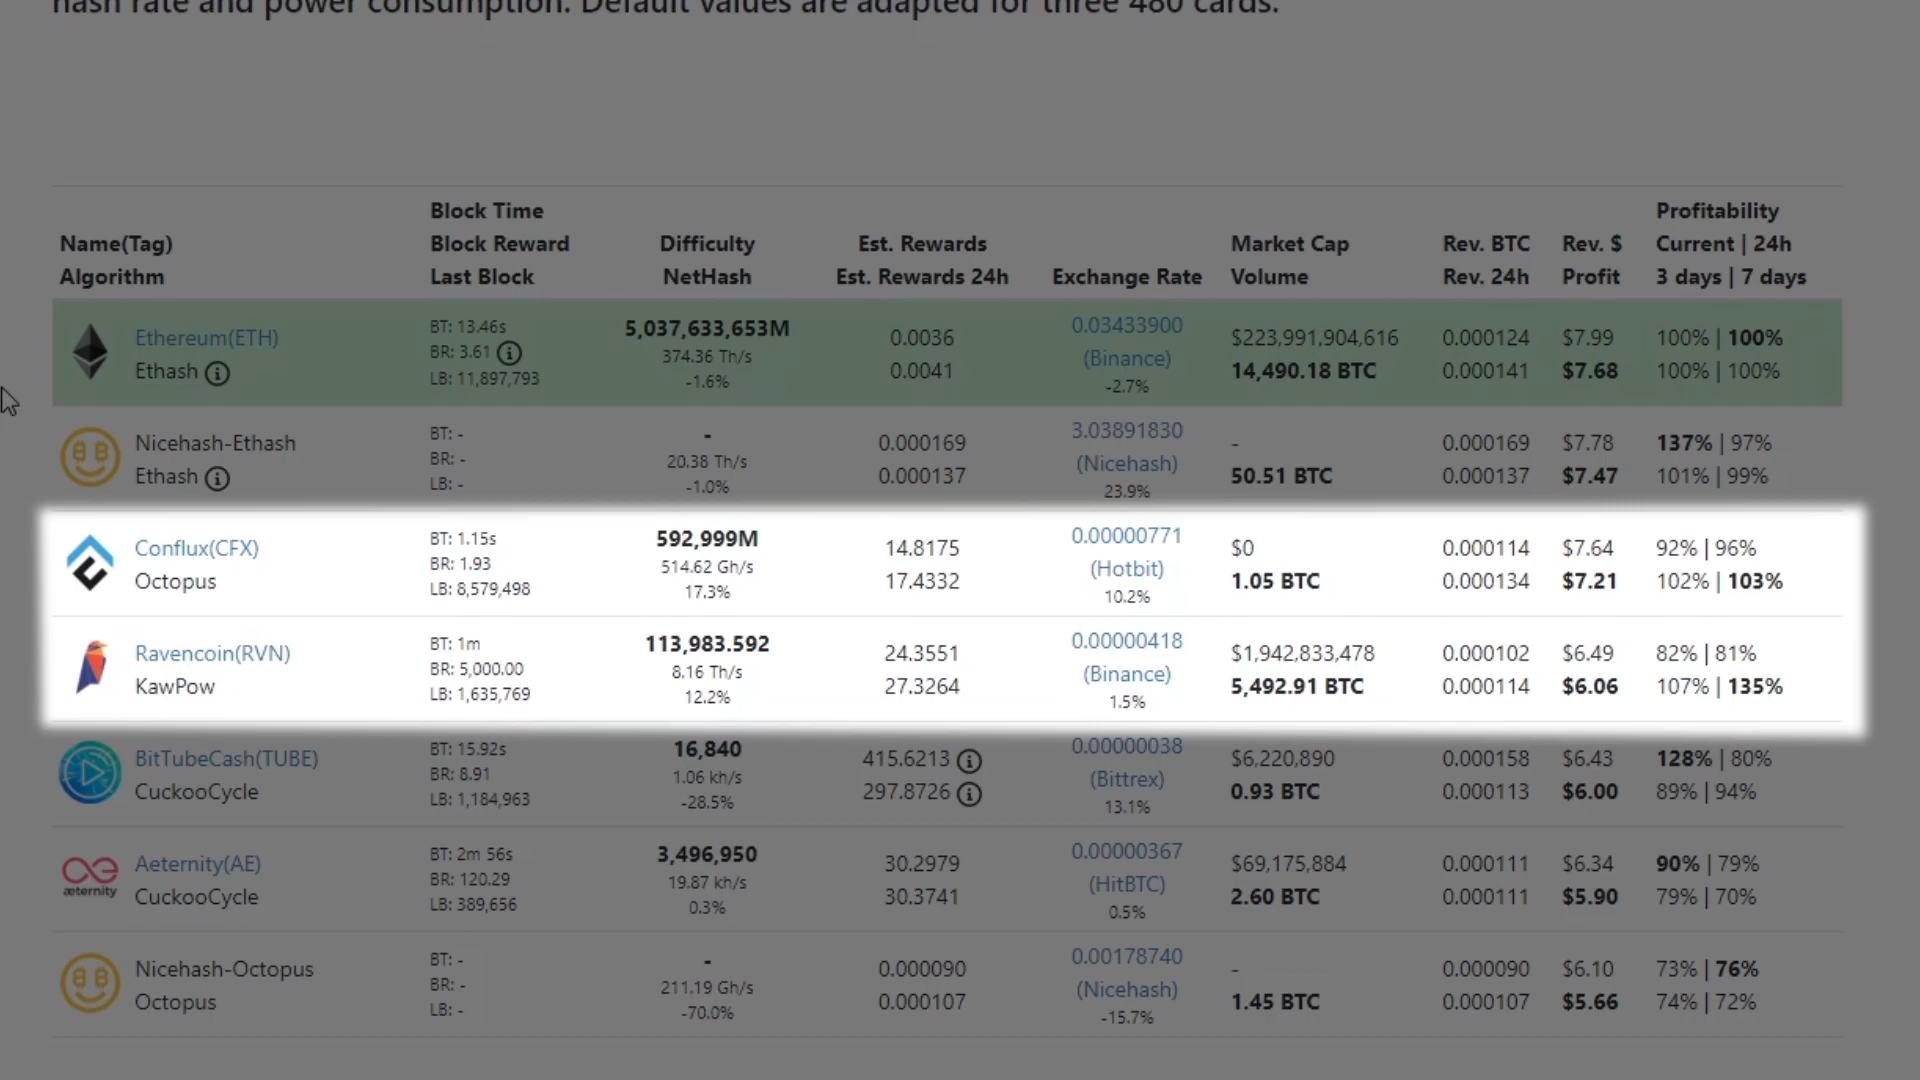 hash rate and power consumption. Default values are adapted for three 480 cards.
Name(Tag)
Algorithm
Block Time
Block Reward
Last Block
Difficulty
NetHash
Est. Rewards
Est. Rewards 24h
Exchange Rate
Market Cap
Volume
Rev. BTC
Rev. 24h
Rev. $
Profit
Profitability
Current | 24h
3 days | 7 days
Ethereum(ETH)
Ethash
BT: 13.46s
BR: 3.61
LB: 11,897,793
5,037,633,653M
374.36 Th/s
-1.6%
0.0036
0.0041
0.03433900
(Binance)
-2.7%
$223,991,904,616
14,490.18 BTC
0.000124
0.000141
$7.99
$7.68
100% | 100%
100% | 100%
Nicehash-Ethash
Ethash
BT: -
BR: -
LB: -
-
20.38 Th/s
-1.0%
0.000169
0.000137
3.03891830
(Nicehash)
23.9%
-
50.51 BTC
0.000169
0.000137
$7.78
$7.47
137% | 97%
101% | 99%
Conflux(CFX)
Octopus
BT: 1.15s
BR: 1.93
LB: 8,579,498
592,999M
514.62 Gh/s
17.3%
14.8175
17.4332
0.00000771
(Hotbit)
10.2%
$0
1.05 BTC
0.000114
0.000134
$7.64
$7.21
92% | 96%
102% | 103%
Ravencoin(RVN)
KawPow
BT: 1m
BR: 5,000.00
LB: 1,635,769
113,983.592
8.16 Th/s
12.2%
24.3551
27.3264
0.00000418
(Binance)
1.5%
$1,942,833,478
5,492.91 BTC
0.000102
0.000114
$6.49
$6.06
82% | 81%
107% | 135%
BitTubeCash(TUBE)
CuckooCycle
BT: 15.92s
BR: 8.91
LB: 1,184,963
16,840
1.06 kh/s
-28.5%
415.6213
297.8726
0.00000038
(Bittrex)
13.1%
$6,220,890
0.93 BTC
0.000158
0.000113
$6.43
$6.00
128% | 80%
89% | 94%
æternity
Aeternity(AE)
CuckooCycle
BT: 2m 56s
BR: 120.29
LB: 389,656
3,496,950
19.87 kh/s
0.3%
30.2979
30.3741
0.00000367
(HitBTC)
0.5%
$69,175,884
2.60 BTC
0.000111
0.000111
$6.34
$5.90
90% | 79%
79% | 70%
Nicehash-Octopus
Octopus
BT: -
BR: -
LB: -
-
211.19 Gh/s
-70.0%
0.000090
0.000107
0.00178740
(Nicehash)
-15.7%
-
1.45 BTC
0.000090
0.000107
$6.10
$5.66
73% | 76%
74% | 72%